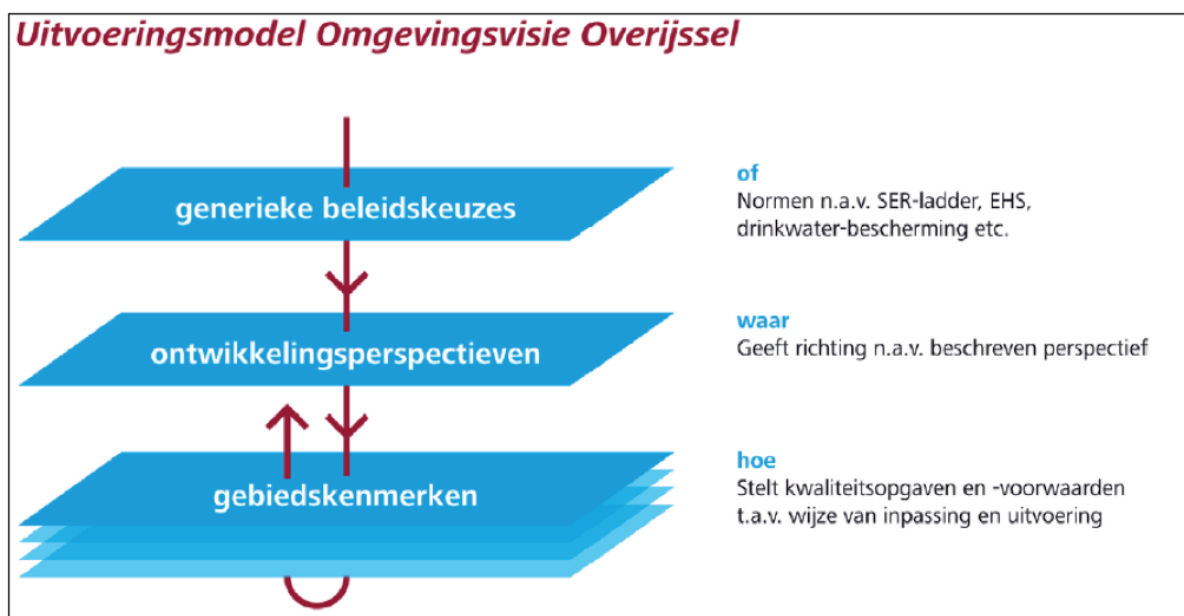 Uitvoeringsmodel Omgevingsvisie Overijssel
generieke beleidskeuzes
of
Normen n.a.v. SER-ladder, EHS,
drinkwater-bescherming etc.
ontwikkelingsperspectieven
waar
Geeft richting n.a.v. beschreven perspectief
gebiedskenmerken
hoe
Stelt kwaliteitsopgaven en -voorwaarden
t.a.v. wijze van inpassing en uitvoering